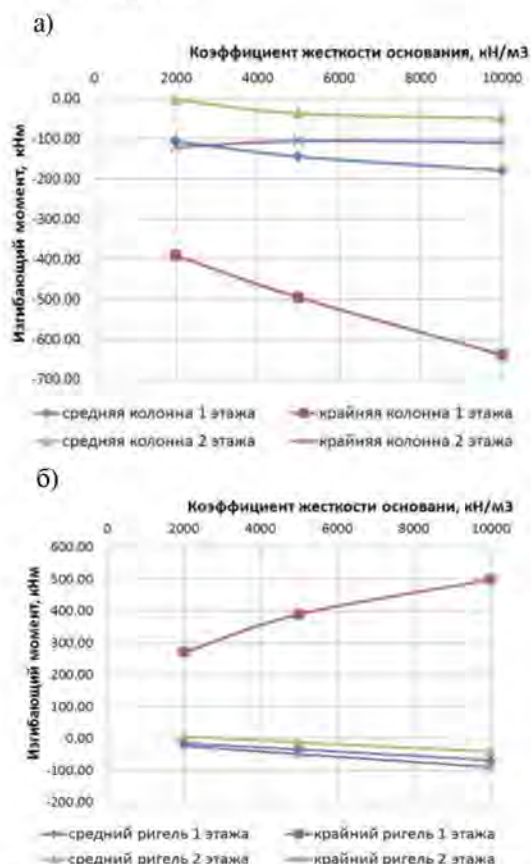 а)
Коэффициент жесткости основания, кН/м3
0 2000 4000 6000 8000 10000
Изгибающий момент, кНм
0.00
-100.00
-200.00
-300.00
-400.00
-500.00
-600.00
-700.00
средняя колонна 1 этажа крайняя колонна 1 этажа
средняя колонна 2 этажа крайняя колонна 2 этажа
б)
Коэффициент жесткости основани, кН/м3
0 2000 4000 6000 8000 10000
Изгибающий момент, кНм
600.00
500.00
400.00
300.00
200.00
100.00
0.00
-100.00
-200.00
средний ригель 1 этажа крайний ригель 1 этажа
средний ригель 2 этажа крайний ригель 2 этажа